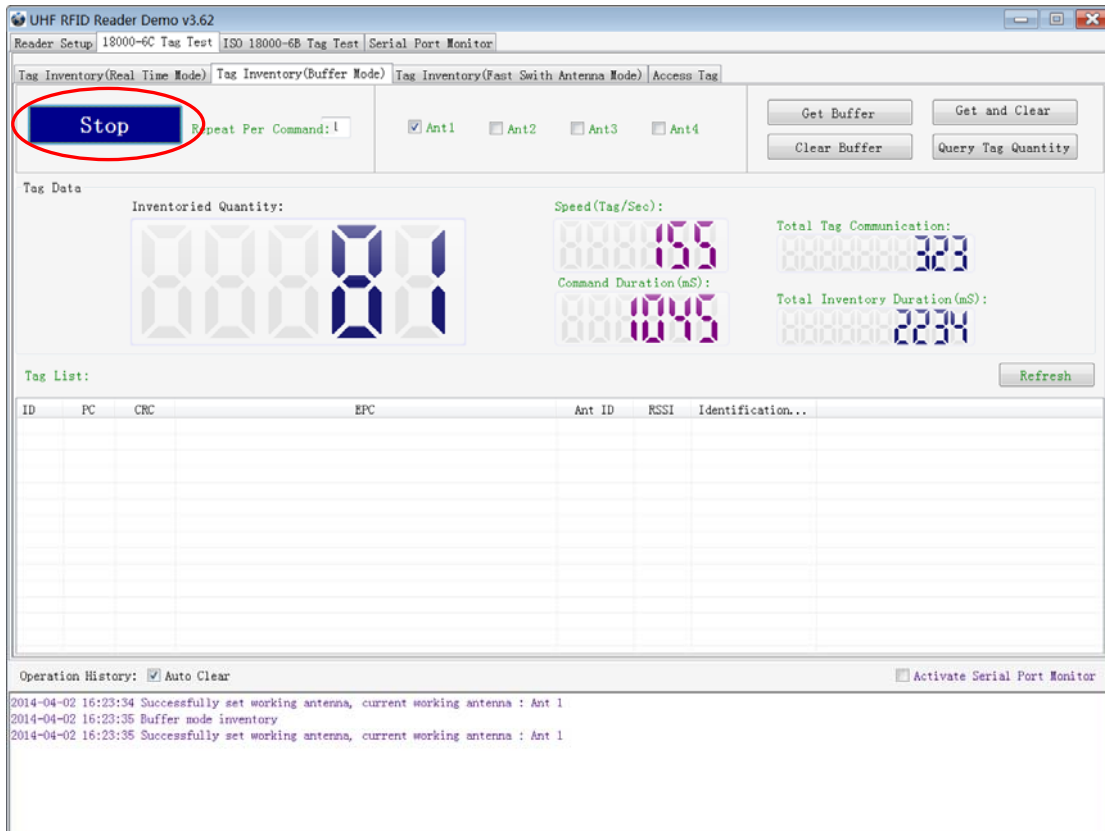 UHF RFID Reader Demo v3.62
Reader Setup 18000-6C Tag Test ISO 18000-6B Tag Test Serial Port Monitor
Tag Inventory(Real Time Mode) Tag Inventory(Buffer Mode) Tag Inventory(Fast Swith Antenna Mode) Access Tag
Stop Repeat Per Command: 1 Ant1 Ant2 Ant3 Ant4 Get Buffer Get and Clear
Clear Buffer Query Tag Quantity
Tag Data
Inventoried Quantity: Speed(Tag/Sec): Total Tag Communication:
81 155 323
Command Duration(mS): Total Inventory Duration(mS):
1045 2234
Tag List: Refresh
ID PC CRC EPC Ant ID RSSI Identification...
Operation History: Auto Clear Activate Serial Port Monitor
2014-04-02 16:23:34 Successfully set working antenna, current working antenna : Ant 1
2014-04-02 16:23:35 Buffer mode inventory
2014-04-02 16:23:35 Successfully set working antenna, current working antenna : Ant 1